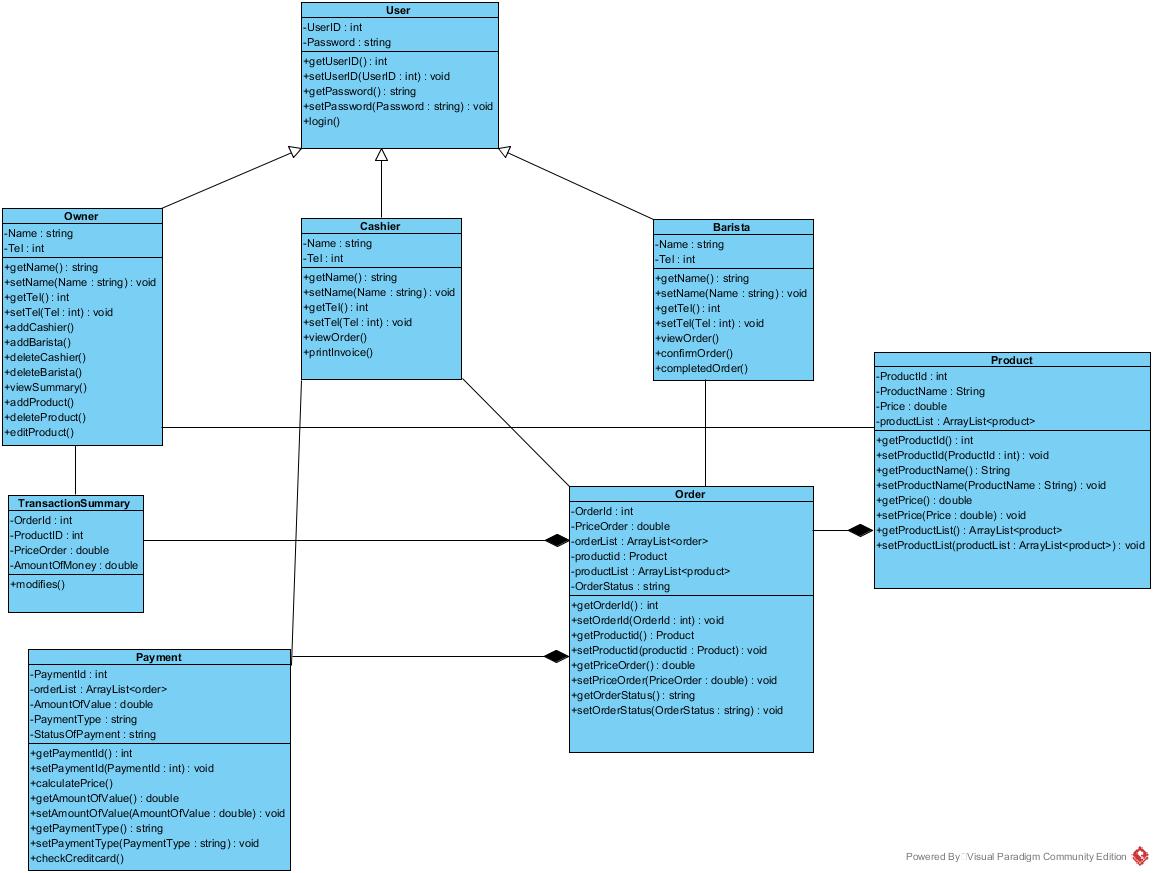 User
-UserID : int
-Password : string
+getUserID() : int
+setUserID(UserID : int) : void
+getPassword() : string
+setPassword(Password : string) : void
+login()
Owner
-Name : string
-Tel : int
+getName() : string
+setName(Name : string) : void
+getTel() : int
+setTel(Tel : int) : void
+addCashier()
+addBarista()
+deleteCashier()
+deleteBarista()
+viewSummary()
+addProduct()
+deleteProduct()
+editProduct()
Cashier
-Name : string
-Tel : int
+getName() : string
+setName(Name : string) : void
+getTel() : int
+setTel(Tel : int) : void
+viewOrder()
+printInvoice()
Barista
-Name : string
-Tel : int
+getName() : string
+setName(Name : string) : void
+getTel() : int
+setTel(Tel : int) : void
+viewOrder()
+confirmOrder()
+completedOrder()
Product
-ProductId : int
-ProductName : String
-Price : double
-productList : ArrayList<product>
+getProductId() : int
+setProductId(ProductId : int) : void
+getProductName() : String
+setProductName(ProductName : String) : void
+getPrice() : double
+setPrice(Price : double) : void
+getProductList() : ArrayList<product>
+setProductList(productList : ArrayList<product>) : void
TransactionSummary
-OrderId : int
-ProductID : int
-PriceOrder : double
-AmountOfMoney : double
+modifies()
Order
-OrderId : int
-PriceOrder : double
-orderList : ArrayList<order>
-productid : Product
-productList : ArrayList<product>
-OrderStatus : string
+getOrderId() : int
+setOrderId(OrderId : int) : void
+getProductid() : Product
+setProductid(productid : Product) : void
+getPriceOrder() : double
+setPriceOrder(PriceOrder : double) : void
+getOrderStatus() : string
+setOrderStatus(OrderStatus : string) : void
Payment
-PaymentId : int
-orderList : ArrayList<order>
-AmountOfValue : double
-PaymentType : string
-StatusOfPayment : string
+getPaymentId() : int
+setPaymentId(PaymentId : int) : void
+calculatePrice()
+getAmountOfValue() : double
+setAmountOfValue(AmountOfValue : double) : void
+getPaymentType() : string
+setPaymentType(PaymentType : string) : void
+checkCreditcard()
Powered By Visual Paradigm Community Edition